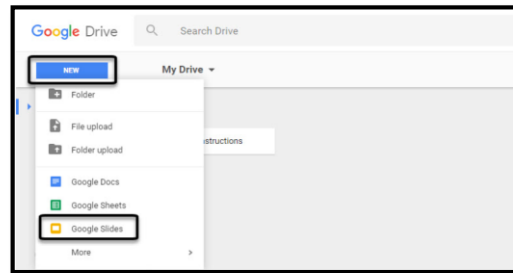 Google Drive
Search Drive
NEW
My Drive
Folder
File upload
Folder upload
structions
Google Docs
Google Sheets
Google Slides
More